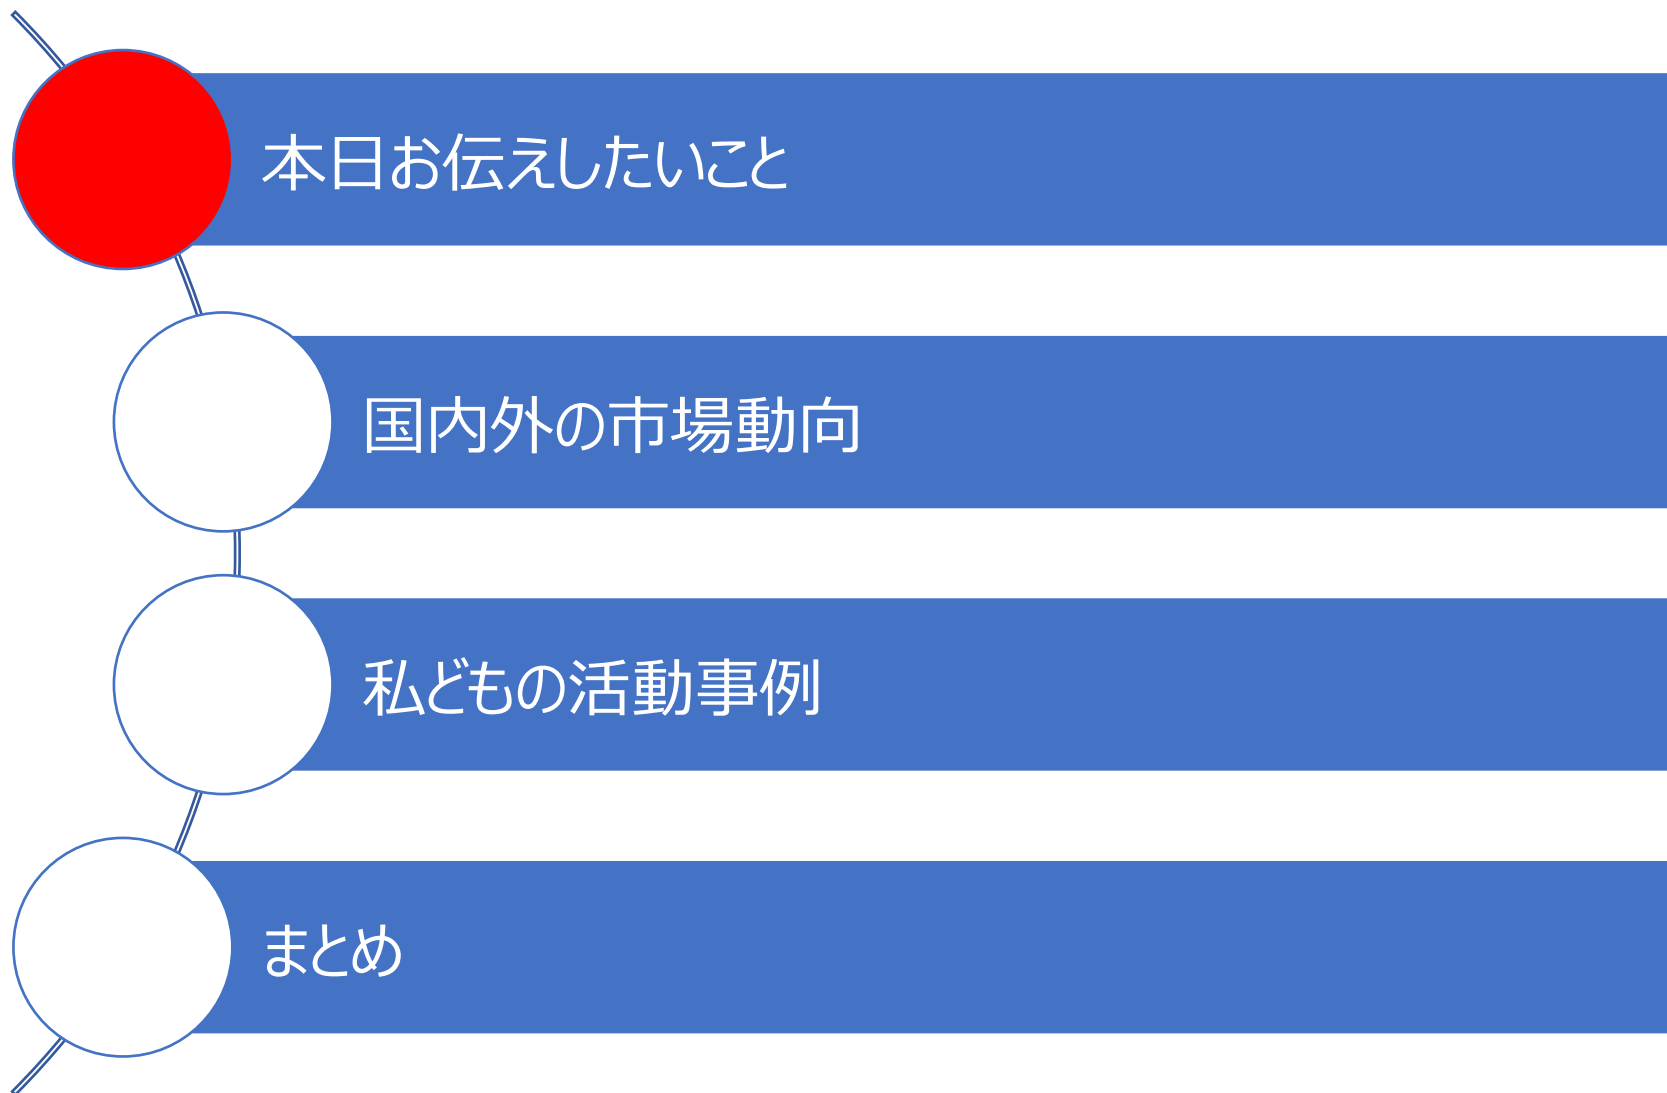 本日お伝えしたいこと
国内外の市場動向
私どもの活動事例
まとめ